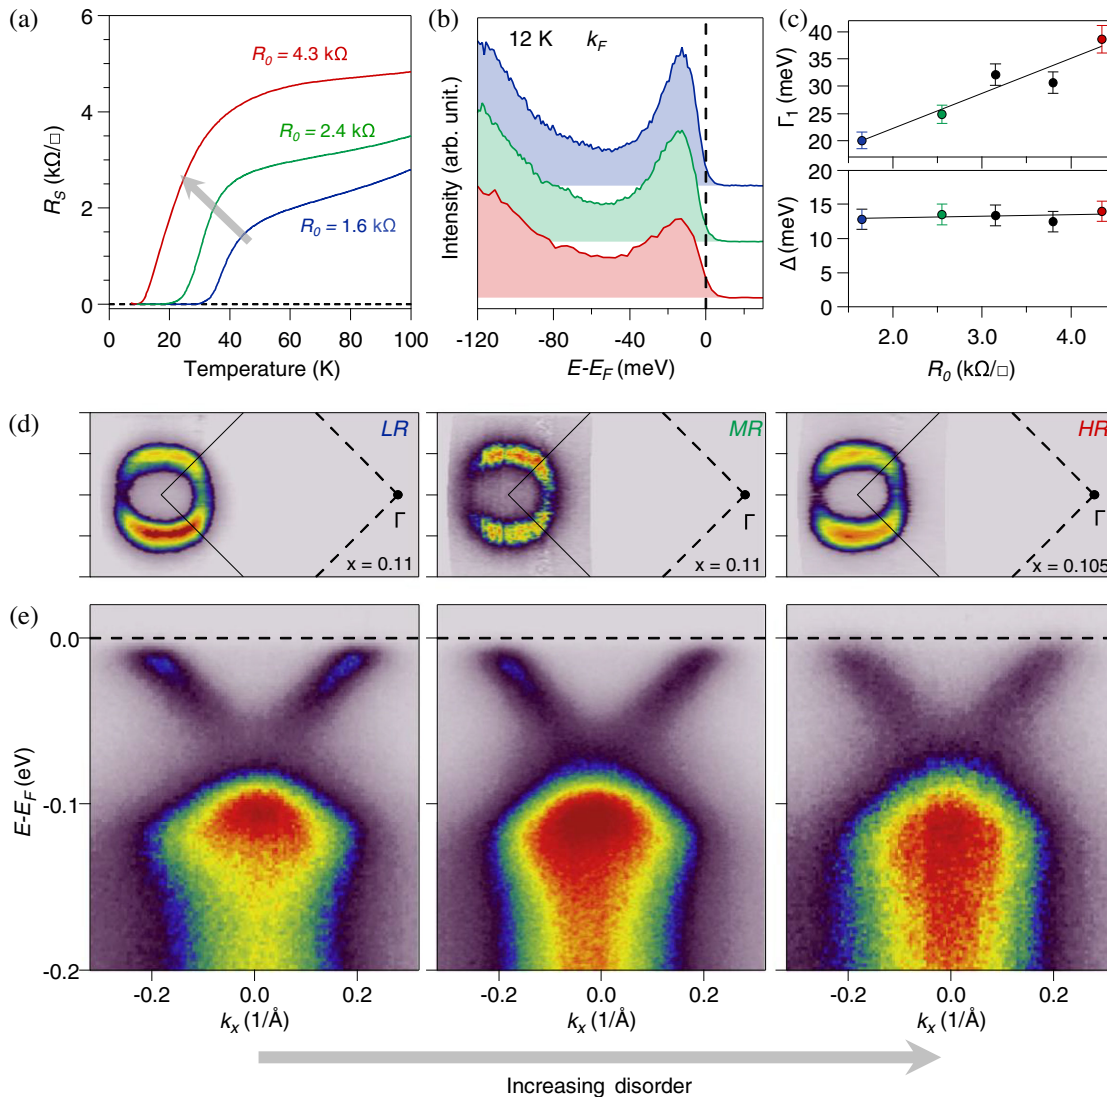 (a)
6
4
2
0
R_S (kΩ/□)
R_0 = 4.3 kΩ
R_0 = 2.4 kΩ
R_0 = 1.6 kΩ
0 20 40 60 80 100
Temperature (K)
(b)
12 K k_F
Intensity (arb. unit.)
-120 -80 -40 0
E-E_F (meV)
(c)
40
35
30
25
20
Γ_1 (meV)
20
15
10
5
0
Δ (meV)
2.0 3.0 4.0
R_0 (kΩ/□)
(d)
LR
Γ
x = 0.11
MR
Γ
x = 0.11
HR
Γ
x = 0.105
(e)
0.0
-0.1
-0.2
E-E_F (eV)
-0.2 0.0 0.2
k_x (1/Å)
-0.2 0.0 0.2
k_x (1/Å)
-0.2 0.0 0.2
k_x (1/Å)
Increasing disorder